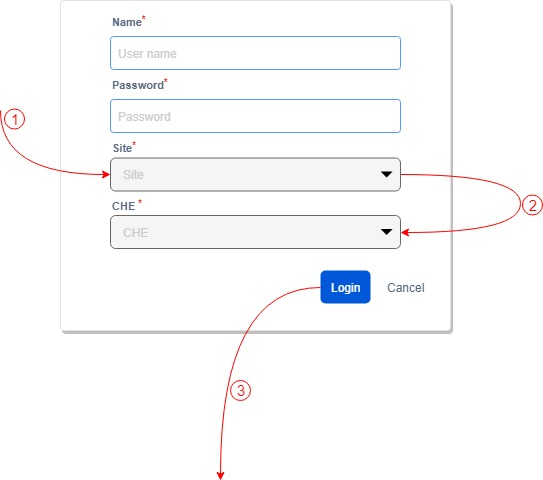 Name*
User name
Password*
Password
1
Site*
Site
2
CHE *
CHE
Login Cancel
3